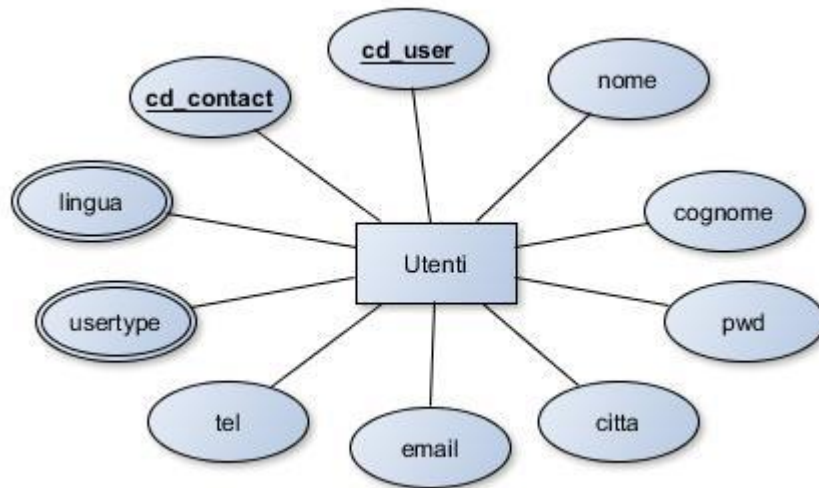 cd_user
cd_contact
nome
lingua
cognome
Utenti
usertype
pwd
tel
email
citta